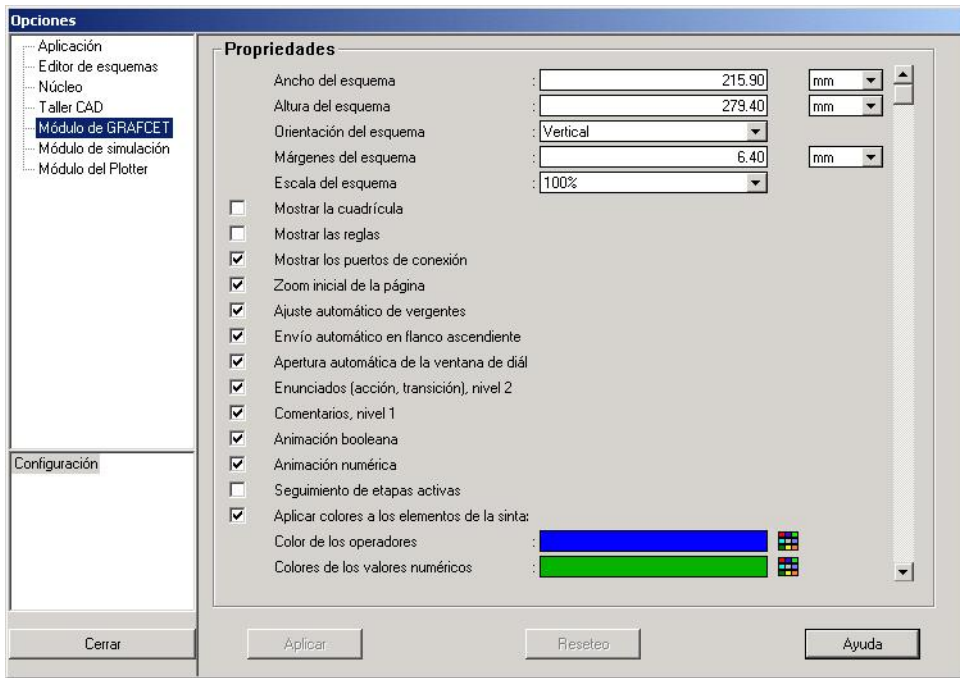 Opciones
Aplicación
Editor de esquemas
Núcleo
Taller CAD
Módulo de GRAFCET
Módulo de simulación
Módulo del Plotter
Configuración
Cerrar
Propriedades
Ancho del esquema : 215.90 mm
Altura del esquema : 279.40 mm
Orientación del esquema : Vertical
Márgenes del esquema : 6.40 mm
Escala del esquema : 100%
Mostrar la cuadrícula
Mostrar las reglas
Mostrar los puertos de conexión
Zoom inicial de la página
Ajuste automático de vergentes
Envío automático en flanco ascendiente
Apertura automática de la ventana de diál
Enunciados (acción, transición), nivel 2
Comentarios, nivel 1
Animación booleana
Animación numérica
Seguimiento de etapas activas
Aplicar colores a los elementos de la sinta:
Color de los operadores :
Colores de los valores numéricos :
Aplicar
Reseteo
Ayuda